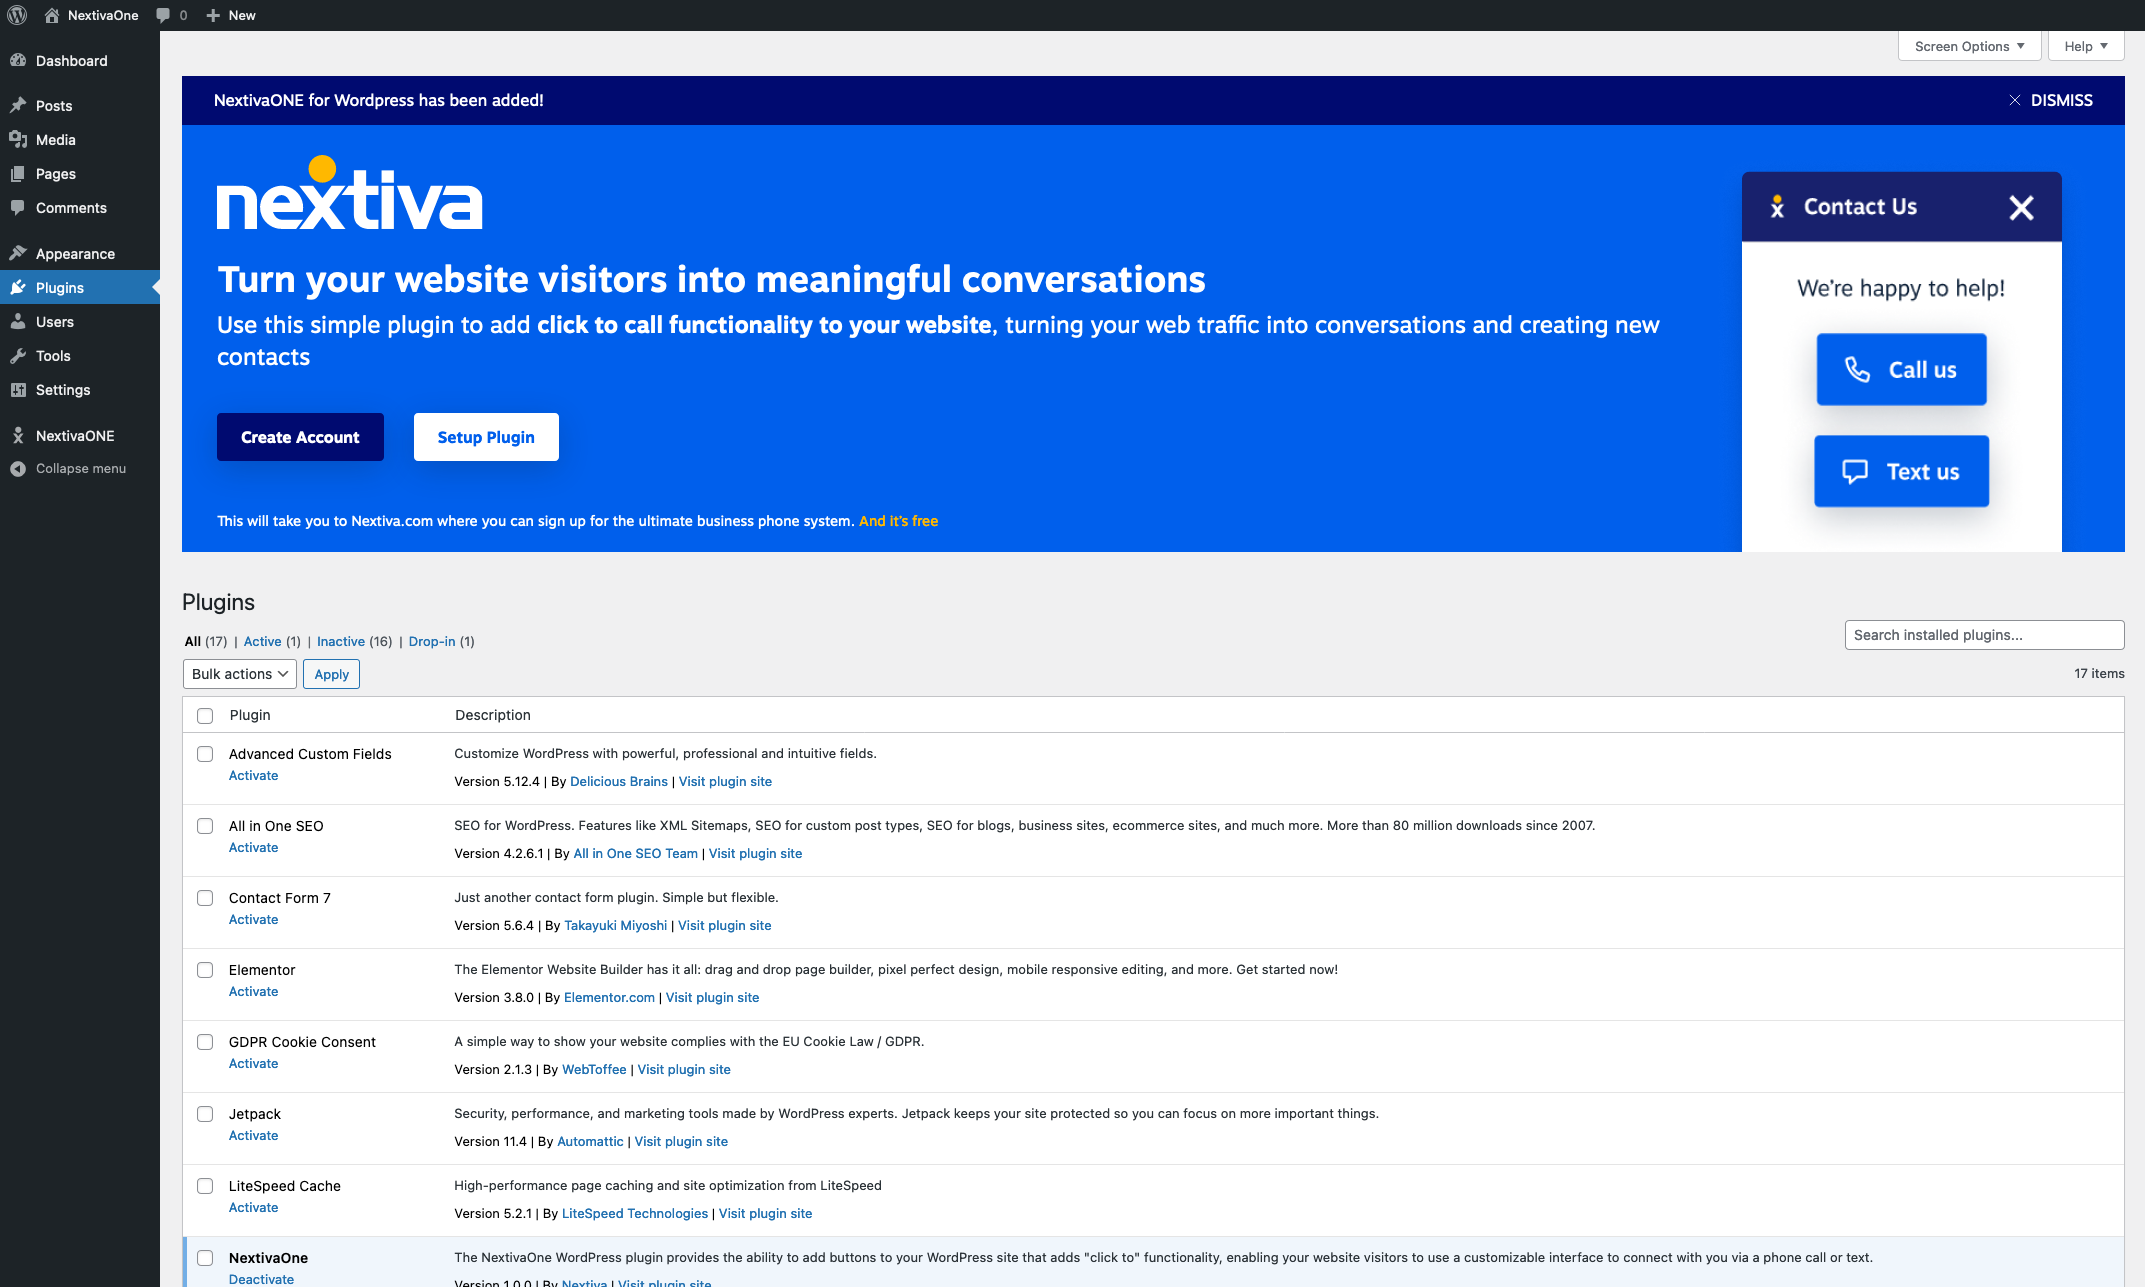 NextivaOne
0
New
Screen Options
Help
Dashboard
Posts
Media
Pages
Comments
Appearance
Plugins
Users
Tools
Settings
NextivaONE
Collapse menu
NextivaONE for Wordpress has been added!
DISMISS
nextiva
Turn your website visitors into meaningful conversations
Use this simple plugin to add click to call functionality to your website, turning your web traffic into conversations and creating new
contacts
Create Account
Setup Plugin
This will take you to Nextiva.com where you can sign up for the ultimate business phone system. And it's free
Contact Us
We're happy to help!
Call us
Text us
Plugins
All (17) | Active (1) | Inactive (16) | Drop-in (1)
Search installed plugins...
Bulk actions
Apply
17 items
Plugin
Description
Advanced Custom Fields
Activate
Customize WordPress with powerful, professional and intuitive fields.
Version 5.12.4 | By Delicious Brains | Visit plugin site
All in One SEO
Activate
SEO for WordPress. Features like XML Sitemaps, SEO for custom post types, SEO for blogs, business sites, ecommerce sites, and much more. More than 80 million downloads since 2007.
Version 4.2.6.1 | By All in One SEO Team | Visit plugin site
Contact Form 7
Activate
Just another contact form plugin. Simple but flexible.
Version 5.6.4 | By Takayuki Miyoshi | Visit plugin site
Elementor
Activate
The Elementor Website Builder has it all: drag and drop page builder, pixel perfect design, mobile responsive editing, and more. Get started now!
Version 3.8.0 | By Elementor.com | Visit plugin site
GDPR Cookie Consent
Activate
A simple way to show your website complies with the EU Cookie Law / GDPR.
Version 2.1.3 | By WebToffee | Visit plugin site
Jetpack
Activate
Security, performance, and marketing tools made by WordPress experts. Jetpack keeps your site protected so you can focus on more important things.
Version 11.4 | By Automattic | Visit plugin site
LiteSpeed Cache
Activate
High-performance page caching and site optimization from LiteSpeed
Version 5.2.1 | By LiteSpeed Technologies | Visit plugin site
NextivaOne
Deactivate
The NextivaOne WordPress plugin provides the ability to add buttons to your WordPress site that adds "click to" functionality, enabling your website visitors to use a customizable interface to connect with you via a phone call or text.
Version 1.0.0 | By Nextiva | Visit plugin site